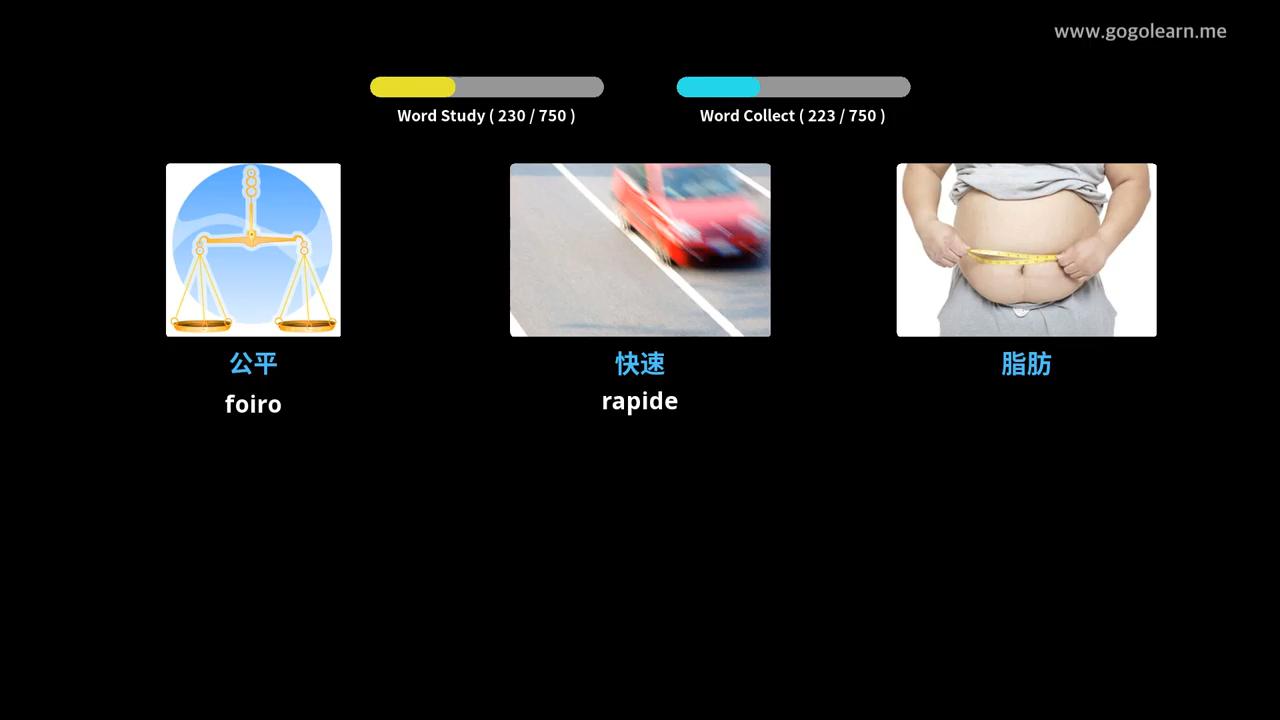 www.gogolearn.me
Word Study ( 230 / 750 )
Word Collect ( 223 / 750 )
公平
快速
脂肪
foiro
rapide